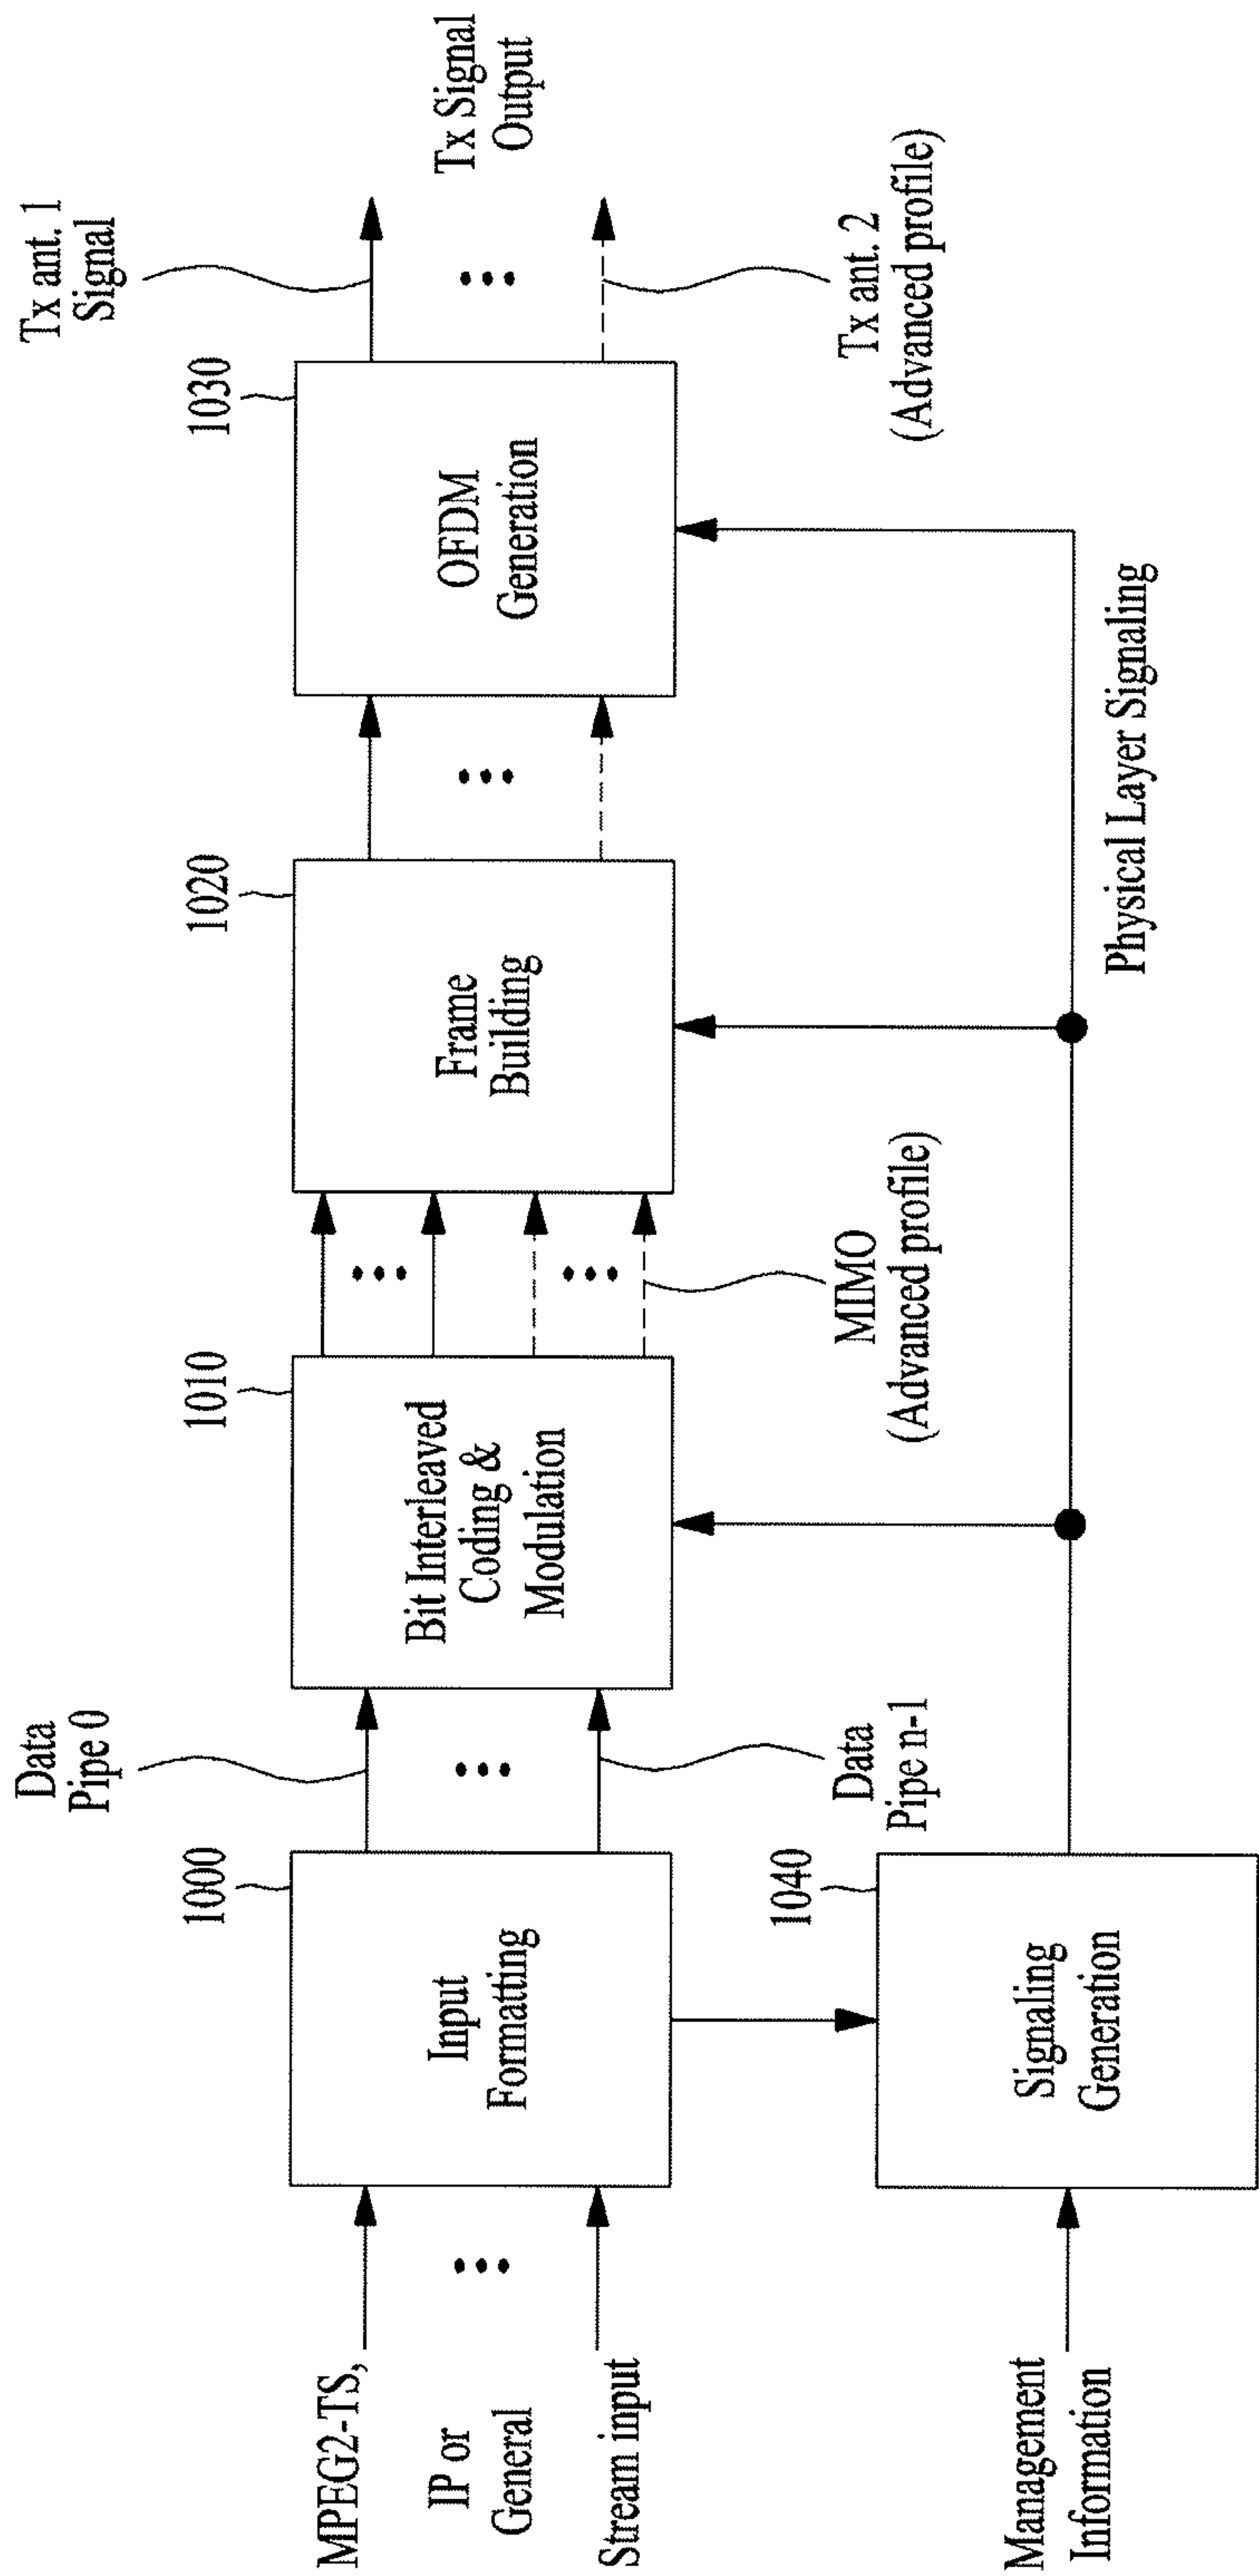 MPEG2-TS,
IP or
General
Stream input
1000
Input
Formatting
Data
Pipe 0
Data
Pipe n-1
1010
Bit Interleaved
Coding &
Modulation
MIMO
(Advanced profile)
1020
Frame
Building
1030
OFDM
Generation
Tx ant. 1
Signal
Tx Signal
Output
Tx ant. 2
(Advanced profile)
Management
Information
1040
Signaling
Generation
Physical Layer Signaling